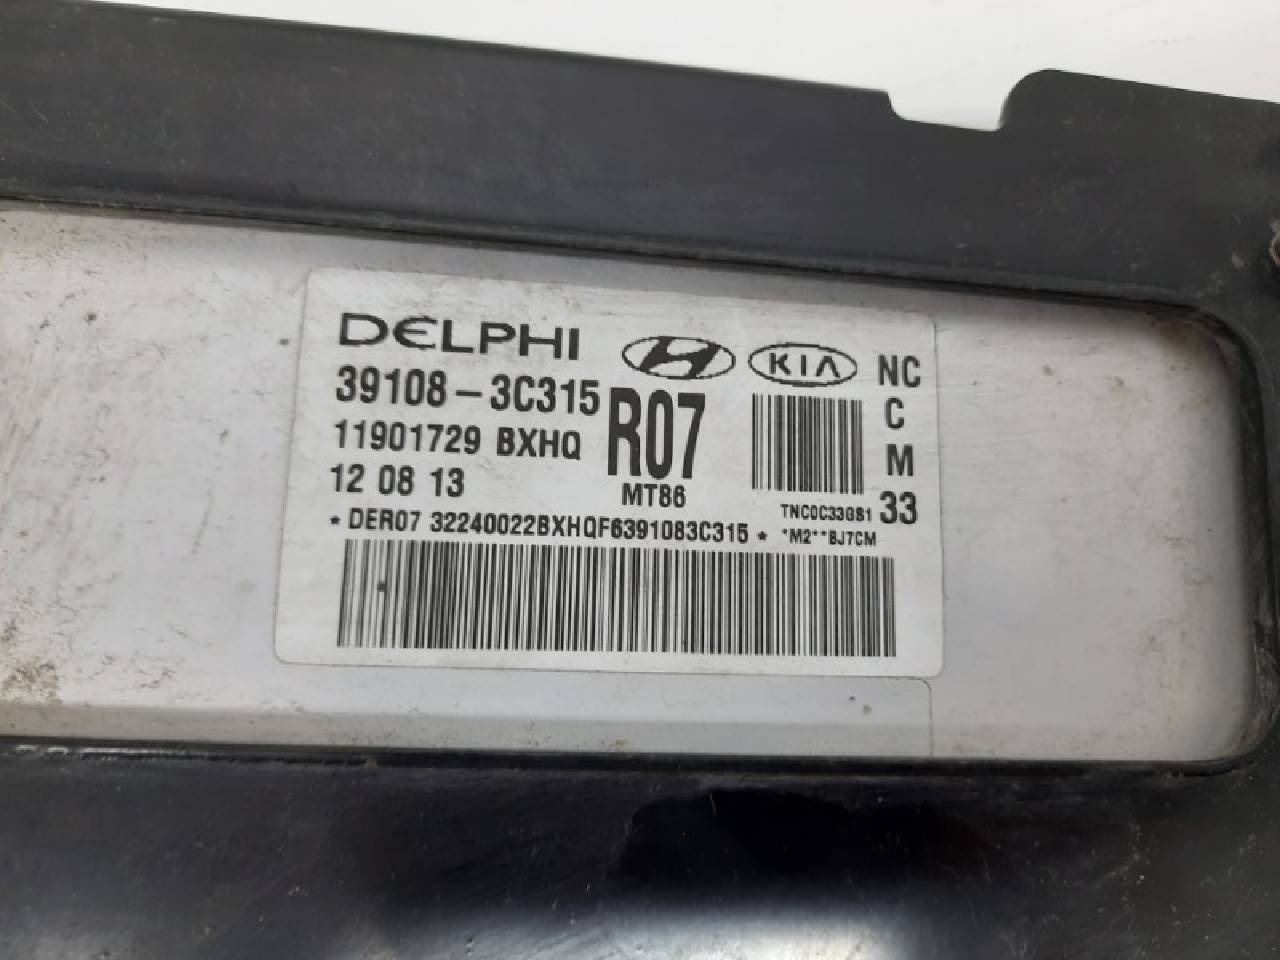 DELPHI
KIA
39108-3C315
R07
NC
C
M
33
11901729 BXHQ
12 08 13
MT86
TNC0C33G81
* DER07 32240022BXHQF6391083C315 *
*M2**BJ7CM